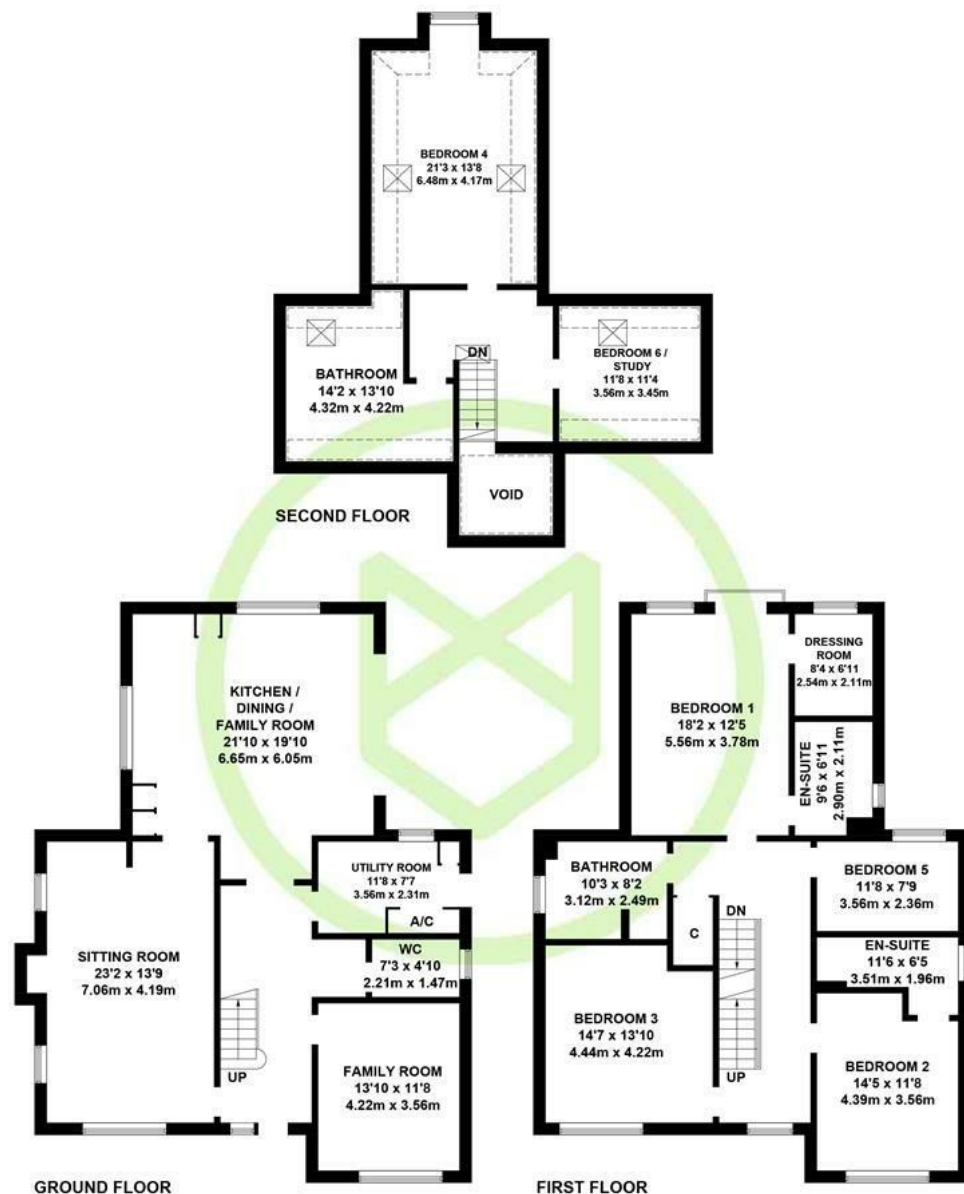 BEDROOM 4
21'3 x 13'8
6.48m x 4.17m
DN
BEDROOM 6 /
STUDY
11'8 x 11'4
3.56m x 3.45m
BATHROOM
14'2 x 13'10
4.32m x 4.22m
VOID
SECOND FLOOR
KITCHEN /
DINING /
FAMILY ROOM
21'10 x 19'10
6.65m x 6.05m
UTILITY ROOM
11'8 x 7'7
3.56m x 2.31m
A/C
WC
7'3 x 4'10
2.21m x 1.47m
SITTING ROOM
23'2 x 13'9
7.06m x 4.19m
UP
FAMILY ROOM
13'10 x 11'8
4.22m x 3.56m
GROUND FLOOR
DRESSING
ROOM
8'4 x 6'11
2.54m x 2.11m
BEDROOM 1
18'2 x 12'5
5.56m x 3.78m
EN-SUITE
9'6 x 6'11
2.90m x 2.11m
BATHROOM
10'3 x 8'2
3.12m x 2.49m
BEDROOM 5
11'8 x 7'9
3.56m x 2.36m
DN
C
EN-SUITE
11'6 x 6'5
3.51m x 1.96m
BEDROOM 3
14'7 x 13'10
4.44m x 4.22m
UP
BEDROOM 2
14'5 x 11'8
4.39m x 3.56m
FIRST FLOOR